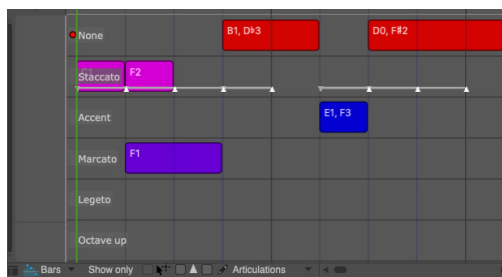 None
B1, D♭3
D0, F#2
Staccato
F2
Accent
E1, F3
Marcato
F1
Legeto
Octave up
Bars
Show only
Articulations